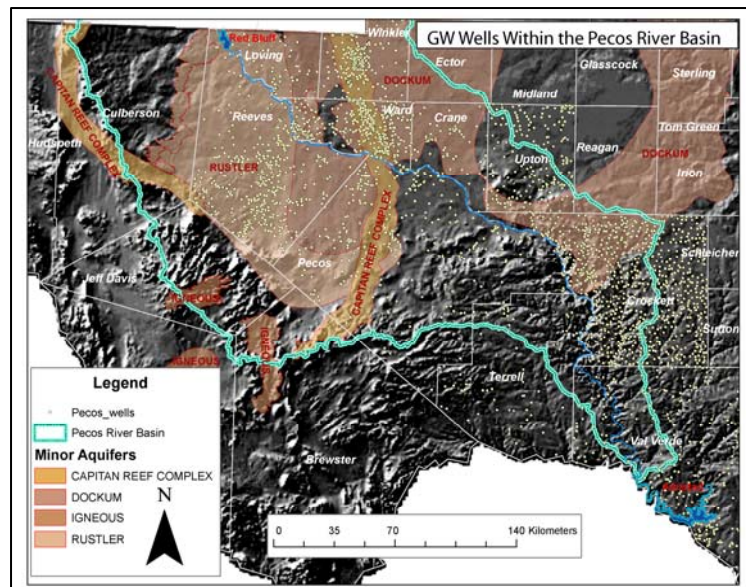 GW Wells Within the Pecos River Basin
Red Bluff
Winkler
Loving
Ector
Glasscock
Sterling
DOCKUM
Midland
CAPITAN REEF COMPLEX
Culberson
Reeves
Ward
Crane
Tom Green
Hudspeth
Upton
Reagan
DOCKUM
Irion
RUSTLER
CAPITAN REEF COMPLEX
Pecos
Schleicher
Jeff Davis
IGNEOUS
Crockett
Sutton
IGNEOUS
IGNEOUS
Terrell
Val Verde
Brewster
Legend
Pecos_wells
Pecos River Basin
Minor Aquifers
CAPITAN REEF COMPLEX
DOCKUM
IGNEOUS
RUSTLER
N
0 35 70 140 Kilometers